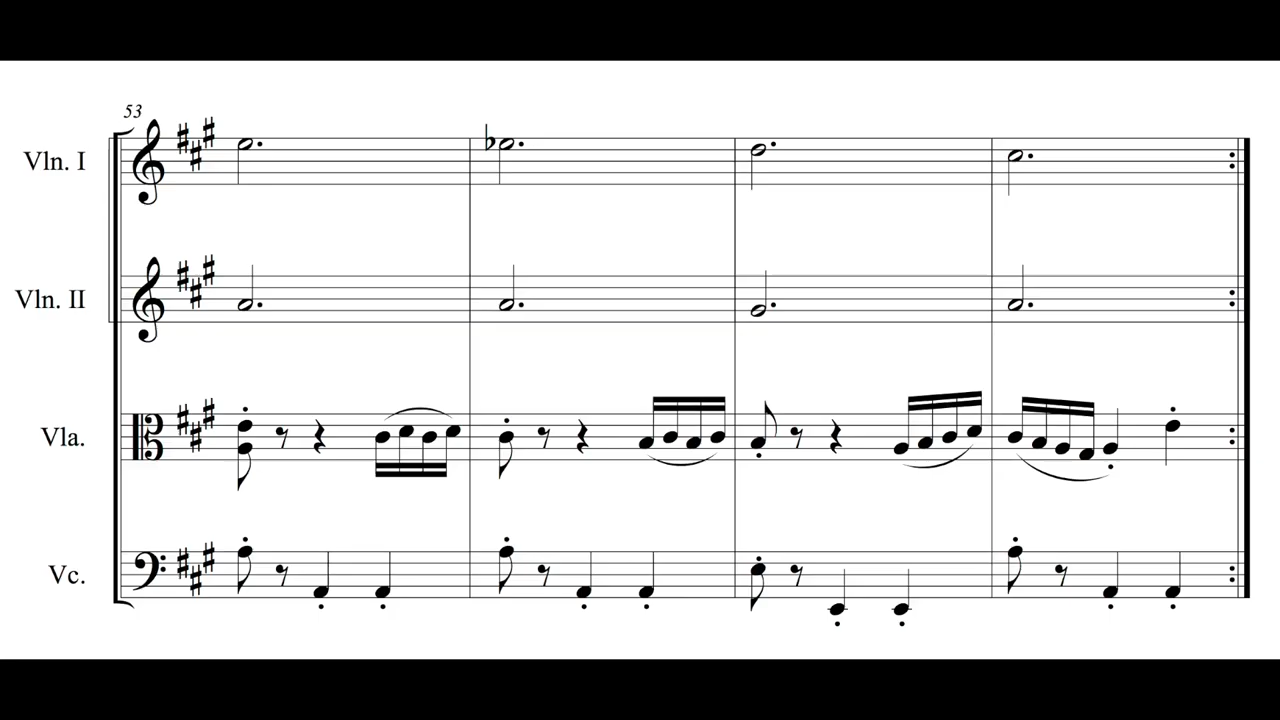 53
Vln. I
Vln. II
Vla.
Vc.